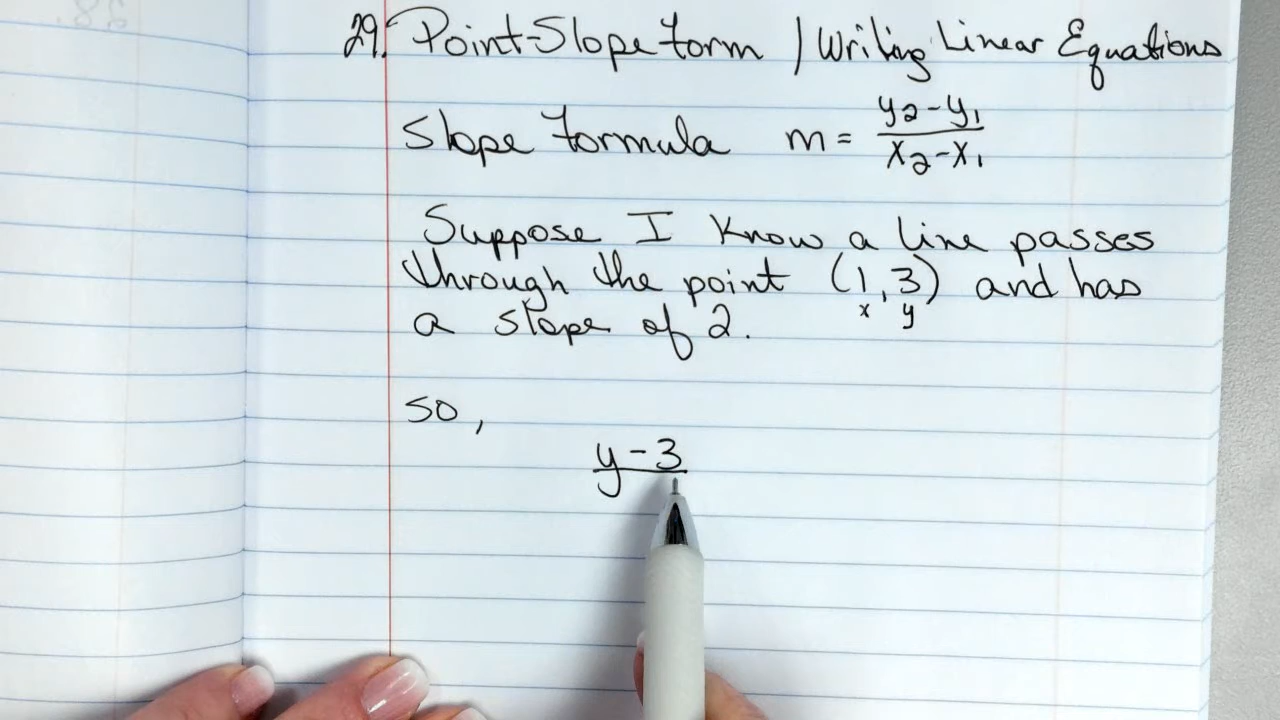 29. Point-Slope form / Writing Linear Equations
Slope formula m = y₂-y₁ / x₂-x₁
Suppose I know a line passes
through the point (1, 3) and has
x y
a slope of 2.
so,
y-3